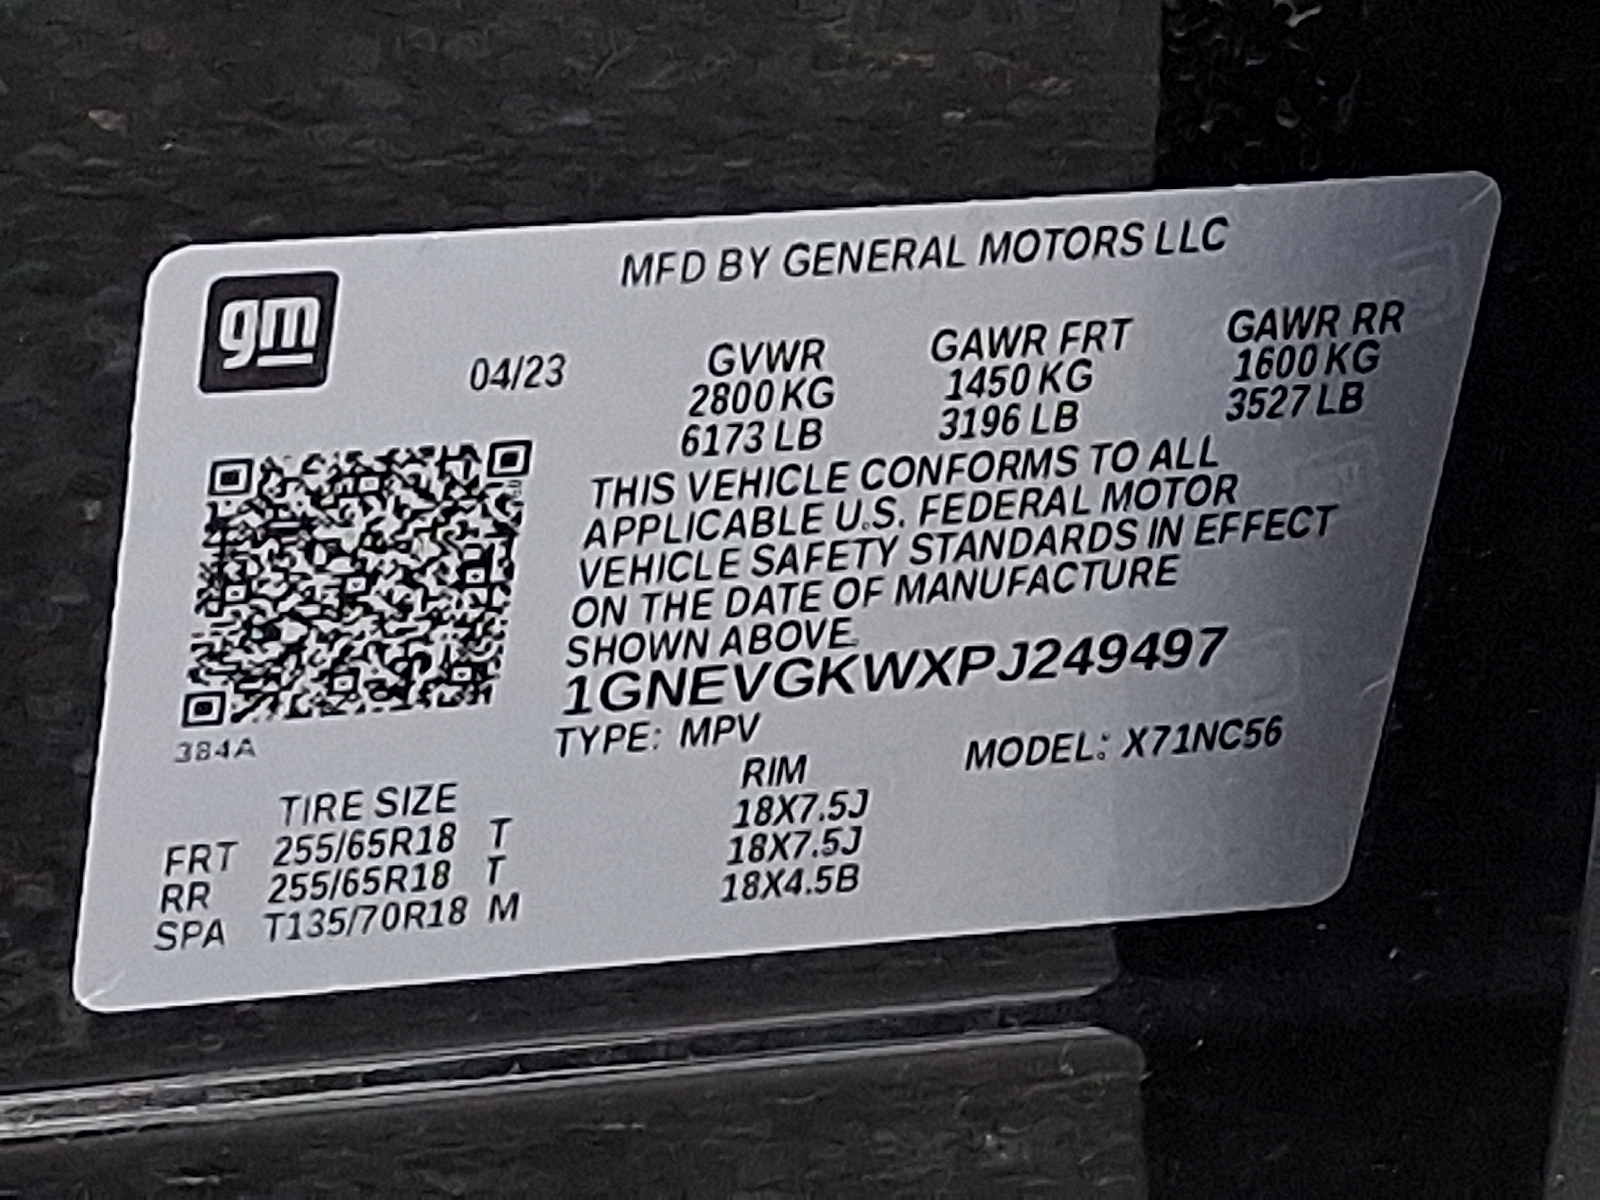 gm
MFD BY GENERAL MOTORS LLC
04/23
GVWR GAWR FRT GAWR RR
2800 KG 1450 KG 1600 KG
6173 LB 3196 LB 3527 LB
THIS VEHICLE CONFORMS TO ALL
APPLICABLE U.S. FEDERAL MOTOR
VEHICLE SAFETY STANDARDS IN EFFECT
ON THE DATE OF MANUFACTURE
SHOWN ABOVE.
1GNEVGKWXPJ249497
384A
TYPE: MPV MODEL: X71NC56
TIRE SIZE RIM
FRT 255/65R18 T 18X7.5J
RR 255/65R18 T 18X7.5J
SPA T135/70R18 M 18X4.5B